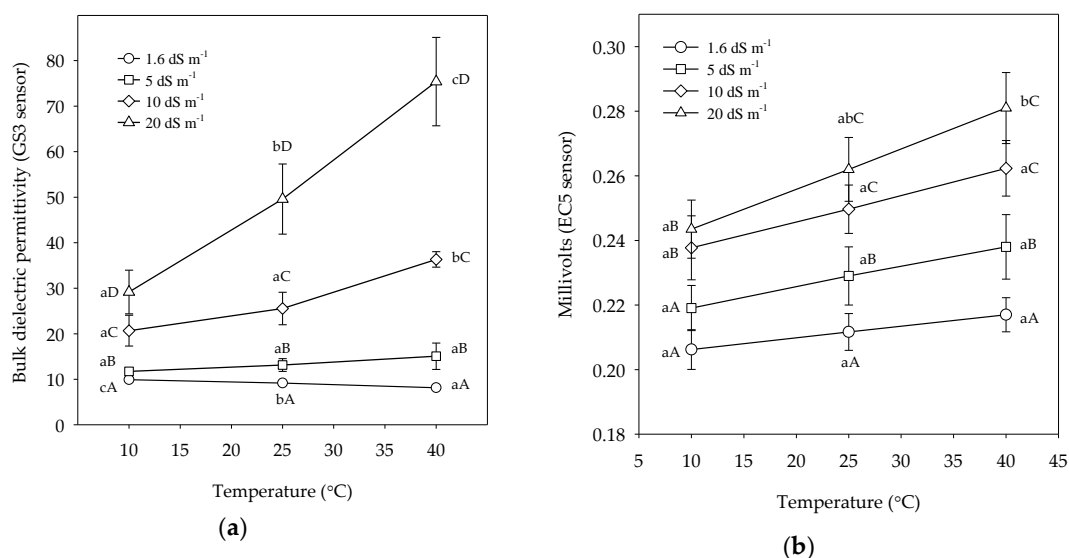 1.6 dS m⁻¹
5 dS m⁻¹
10 dS m⁻¹
20 dS m⁻¹
Bulk dielectric permittivity (GS3 sensor)
80
70
60
50
40
30
20
10
0
cD
bD
bC
aC
aD
aC
aB
aB
aB
cA
bA
aA
10 15 20 25 30 35 40
Temperature (°C)
(a)
1.6 dS m⁻¹
5 dS m⁻¹
10 dS m⁻¹
20 dS m⁻¹
Millivolts (EC5 sensor)
0.30
0.28
0.26
0.24
0.22
0.20
0.18
bC
abC
aC
aC
aB
aB
aB
aB
aA
aA
aA
aA
5 10 15 20 25 30 35 40 45
Temperature (°C)
(b)